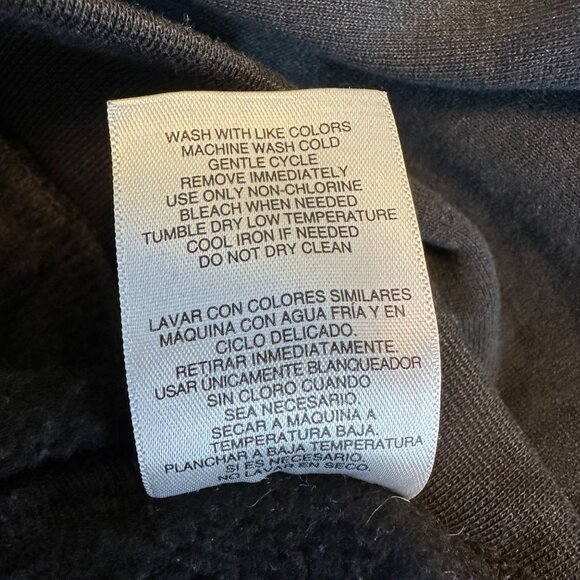 WASH WITH LIKE COLORS
MACHINE WASH COLD
GENTLE CYCLE
REMOVE IMMEDIATELY
USE ONLY NON-CHLORINE
BLEACH WHEN NEEDED
TUMBLE DRY LOW TEMPERATURE
COOL IRON IF NEEDED
DO NOT DRY CLEAN
LAVAR CON COLORES SIMILARES
MÁQUINA CON AGUA FRÍA Y EN
CICLO DELICADO.
RETIRAR INMEDIATAMENTE.
USAR ÚNICAMENTE BLANQUEADOR
SIN CLORO CUANDO
SEA NECESARIO.
SECAR A MÁQUINA A
TEMPERATURA BAJA.
PLANCHAR A BAJA TEMPERATURA
SI ES NECESARIO.
NO LAVAR EN SECO.